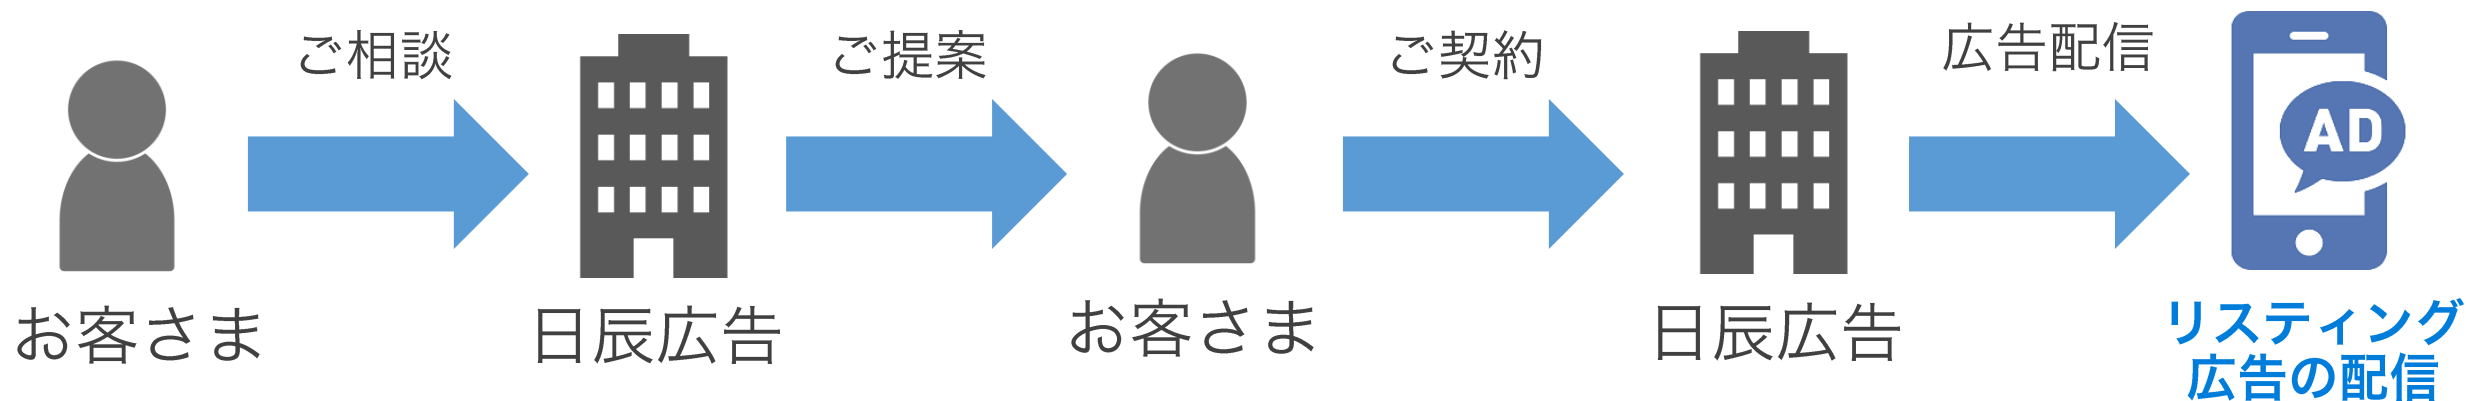 ご相談
ご提案
ご契約
広告配信
AD
お客さま
日辰広告
お客さま
日辰広告
リスティング
広告の配信